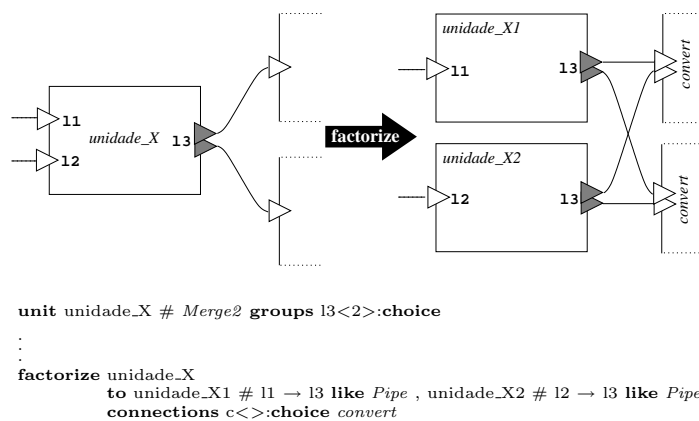 unidade_X1
l1
l3
convert
l1
l2
unidade_X
l3
factorize
unidade_X2
l2
l3
convert
unit unidade_X # Merge2 groups l3<2>:choice
.
.
.
factorize unidade_X
to unidade_X1 # l1 → l3 like Pipe , unidade_X2 # l2 → l3 like Pipe
connections c<>:choice convert